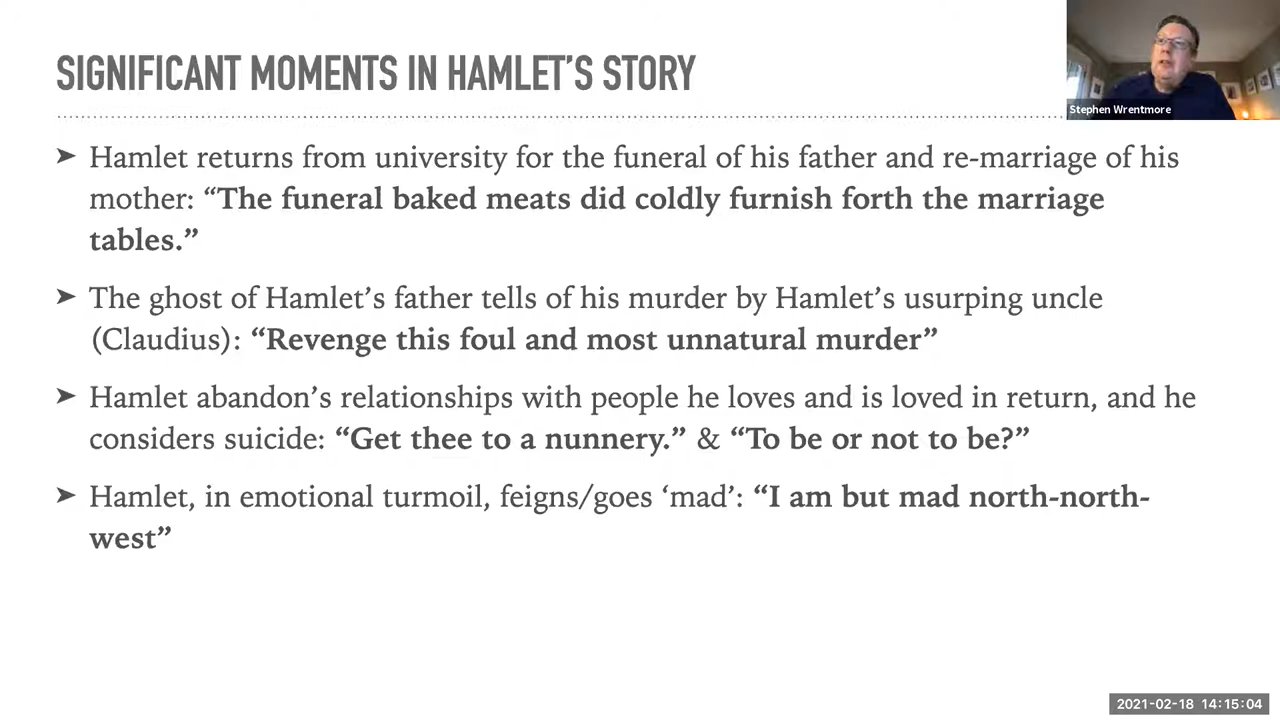 SIGNIFICANT MOMENTS IN HAMLET’S STORY
Stephen Wrentmore
➤ Hamlet returns from university for the funeral of his father and re-marriage of his
mother: “The funeral baked meats did coldly furnish forth the marriage
tables.”
➤ The ghost of Hamlet’s father tells of his murder by Hamlet’s usurping uncle
(Claudius): “Revenge this foul and most unnatural murder”
➤ Hamlet abandon’s relationships with people he loves and is loved in return, and he
considers suicide: “Get thee to a nunnery.” & “To be or not to be?”
➤ Hamlet, in emotional turmoil, feigns/goes ‘mad’: “I am but mad north-north-
west”
2021-02-18 14:15:04